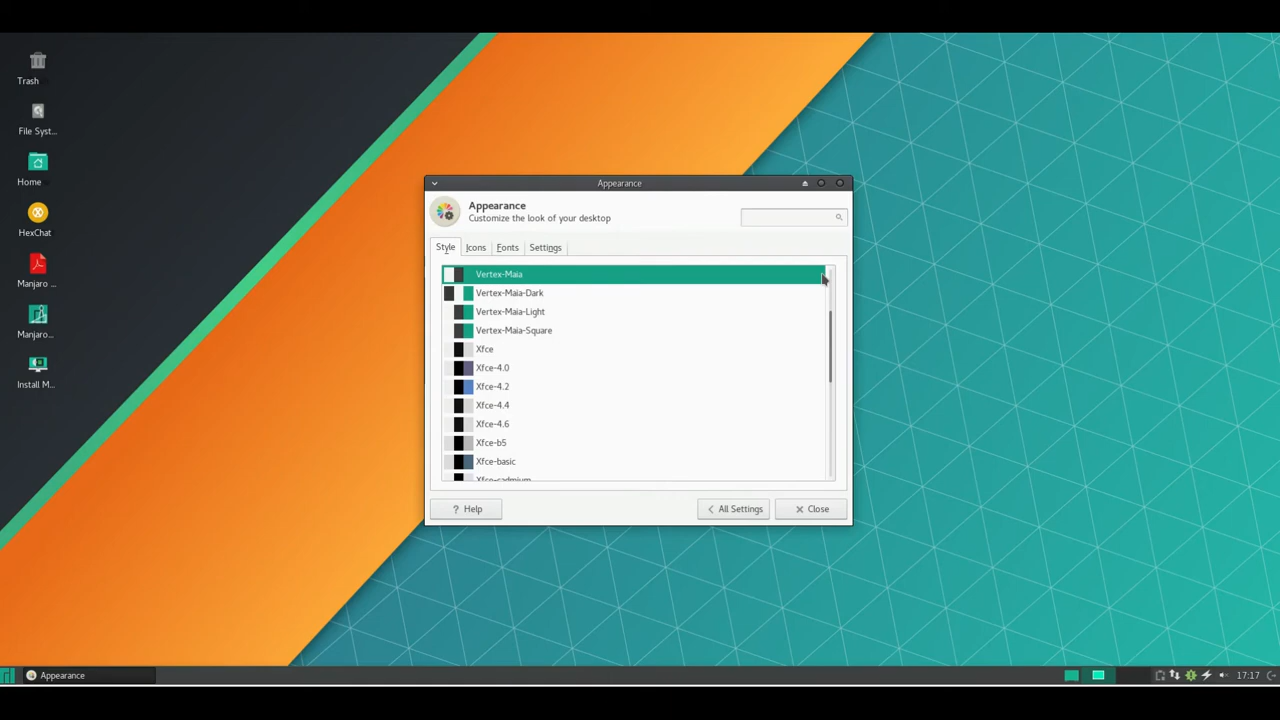 Trash
File Syst...
Home
HexChat
Manjaro ...
Manjaro...
Install M...
Appearance
Appearance
Customize the look of your desktop
Style
Icons
Fonts
Settings
Vertex-Maia
Vertex-Maia-Dark
Vertex-Maia-Light
Vertex-Maia-Square
Xfce
Xfce-4.0
Xfce-4.2
Xfce-4.4
Xfce-4.6
Xfce-b5
Xfce-basic
Xfce-cadmium
? Help
All Settings
Close
Appearance
17:17